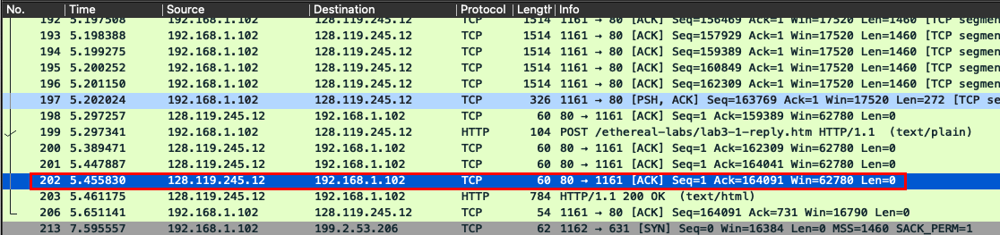 No. Time Source Destination Protocol Length Info
192 5.197508 192.168.1.102 128.119.245.12 TCP 1514 1161 → 80 [ACK] Seq=156469 Ack=1 Win=17520 Len=1460 [TCP segmen
193 5.198388 192.168.1.102 128.119.245.12 TCP 1514 1161 → 80 [ACK] Seq=157929 Ack=1 Win=17520 Len=1460 [TCP segmen
194 5.199275 192.168.1.102 128.119.245.12 TCP 1514 1161 → 80 [ACK] Seq=159389 Ack=1 Win=17520 Len=1460 [TCP segmen
195 5.200252 192.168.1.102 128.119.245.12 TCP 1514 1161 → 80 [ACK] Seq=160849 Ack=1 Win=17520 Len=1460 [TCP segmen
196 5.201150 192.168.1.102 128.119.245.12 TCP 1514 1161 → 80 [ACK] Seq=162309 Ack=1 Win=17520 Len=1460 [TCP segmen
197 5.202024 192.168.1.102 128.119.245.12 TCP 326 1161 → 80 [PSH, ACK] Seq=163769 Ack=1 Win=17520 Len=272 [TCP se
198 5.297257 128.119.245.12 192.168.1.102 TCP 60 80 → 1161 [ACK] Seq=1 Ack=159389 Win=62780 Len=0
199 5.297341 192.168.1.102 128.119.245.12 HTTP 104 POST /ethereal-labs/lab3-1-reply.htm HTTP/1.1 (text/plain)
200 5.389471 128.119.245.12 192.168.1.102 TCP 60 80 → 1161 [ACK] Seq=1 Ack=162309 Win=62780 Len=0
201 5.447887 128.119.245.12 192.168.1.102 TCP 60 80 → 1161 [ACK] Seq=1 Ack=164041 Win=62780 Len=0
202 5.455830 128.119.245.12 192.168.1.102 TCP 60 80 → 1161 [ACK] Seq=1 Ack=164091 Win=62780 Len=0
203 5.461175 128.119.245.12 192.168.1.102 HTTP 784 HTTP/1.1 200 OK (text/html)
206 5.651141 192.168.1.102 128.119.245.12 TCP 54 1161 → 80 [ACK] Seq=164091 Ack=731 Win=16790 Len=0
213 7.595557 192.168.1.102 199.2.53.206 TCP 62 1162 → 631 [SYN] Seq=0 Win=16384 Len=0 MSS=1460 SACK_PERM=1